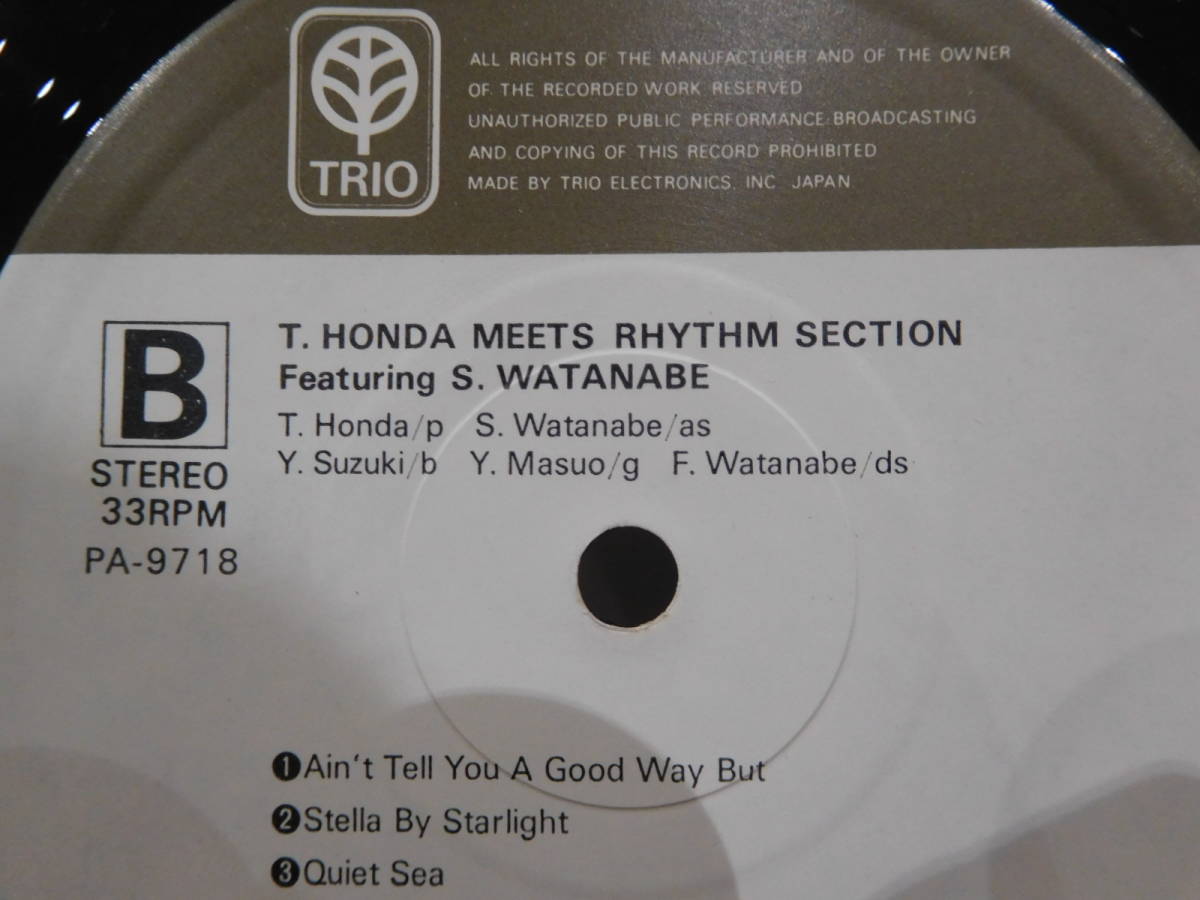 TRIO
ALL RIGHTS OF THE MANUFACTURER AND OF THE OWNER
OF THE RECORDED WORK RESERVED
UNAUTHORIZED PUBLIC PERFORMANCE BROADCASTING
AND COPYING OF THIS RECORD PROHIBITED
MADE BY TRIO ELECTRONICS, INC JAPAN
B
STEREO
33RPM
PA-9718
T. HONDA MEETS RHYTHM SECTION
Featuring S. WATANABE
T. Honda/p S. Watanabe/as
Y. Suzuki/b Y. Masuo/g F. Watanabe/ds
❶Ain't Tell You A Good Way But
❷Stella By Starlight
❸Quiet Sea